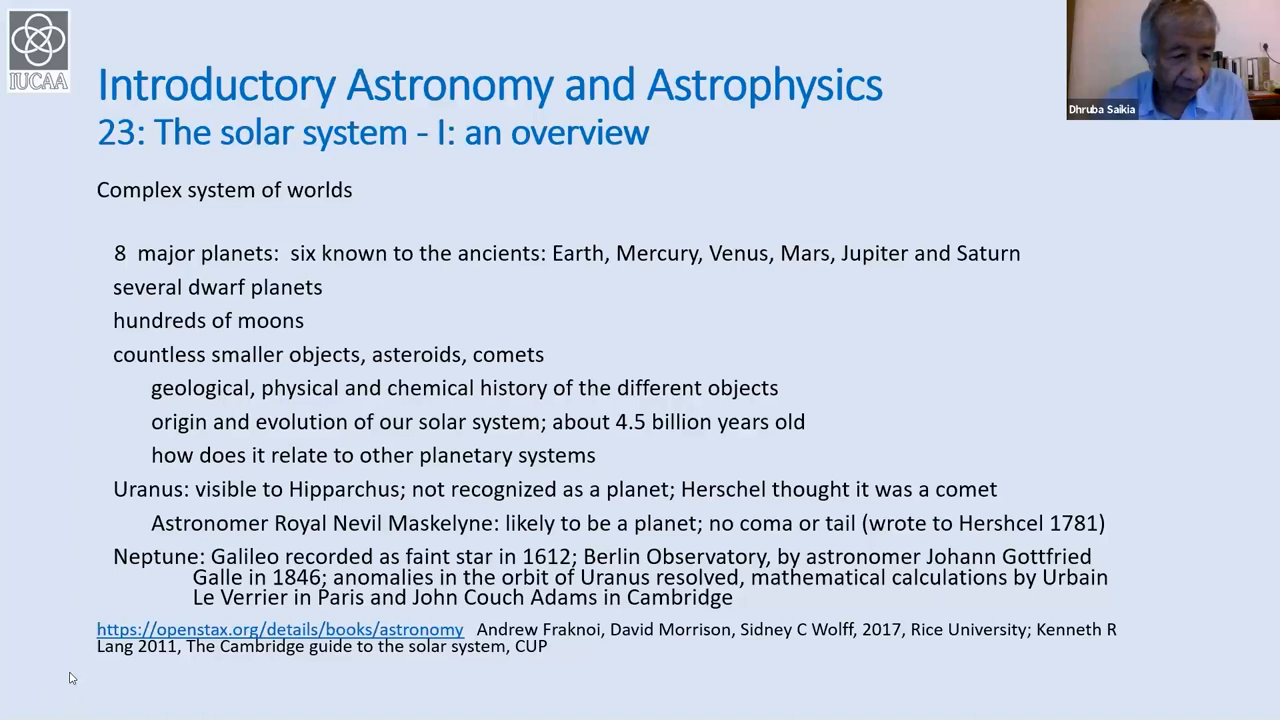 IUCAA
Introductory Astronomy and Astrophysics
Dhruba Saikia
23: The solar system - I: an overview
Complex system of worlds
8 major planets: six known to the ancients: Earth, Mercury, Venus, Mars, Jupiter and Saturn
several dwarf planets
hundreds of moons
countless smaller objects, asteroids, comets
geological, physical and chemical history of the different objects
origin and evolution of our solar system; about 4.5 billion years old
how does it relate to other planetary systems
Uranus: visible to Hipparchus; not recognized as a planet; Herschel thought it was a comet
Astronomer Royal Nevil Maskelyne: likely to be a planet; no coma or tail (wrote to Hershcel 1781)
Neptune: Galileo recorded as faint star in 1612; Berlin Observatory, by astronomer Johann Gottfried
Galle in 1846; anomalies in the orbit of Uranus resolved, mathematical calculations by Urbain
Le Verrier in Paris and John Couch Adams in Cambridge
https://openstax.org/details/books/astronomy Andrew Fraknoi, David Morrison, Sidney C Wolff, 2017, Rice University; Kenneth R
Lang 2011, The Cambridge guide to the solar system, CUP